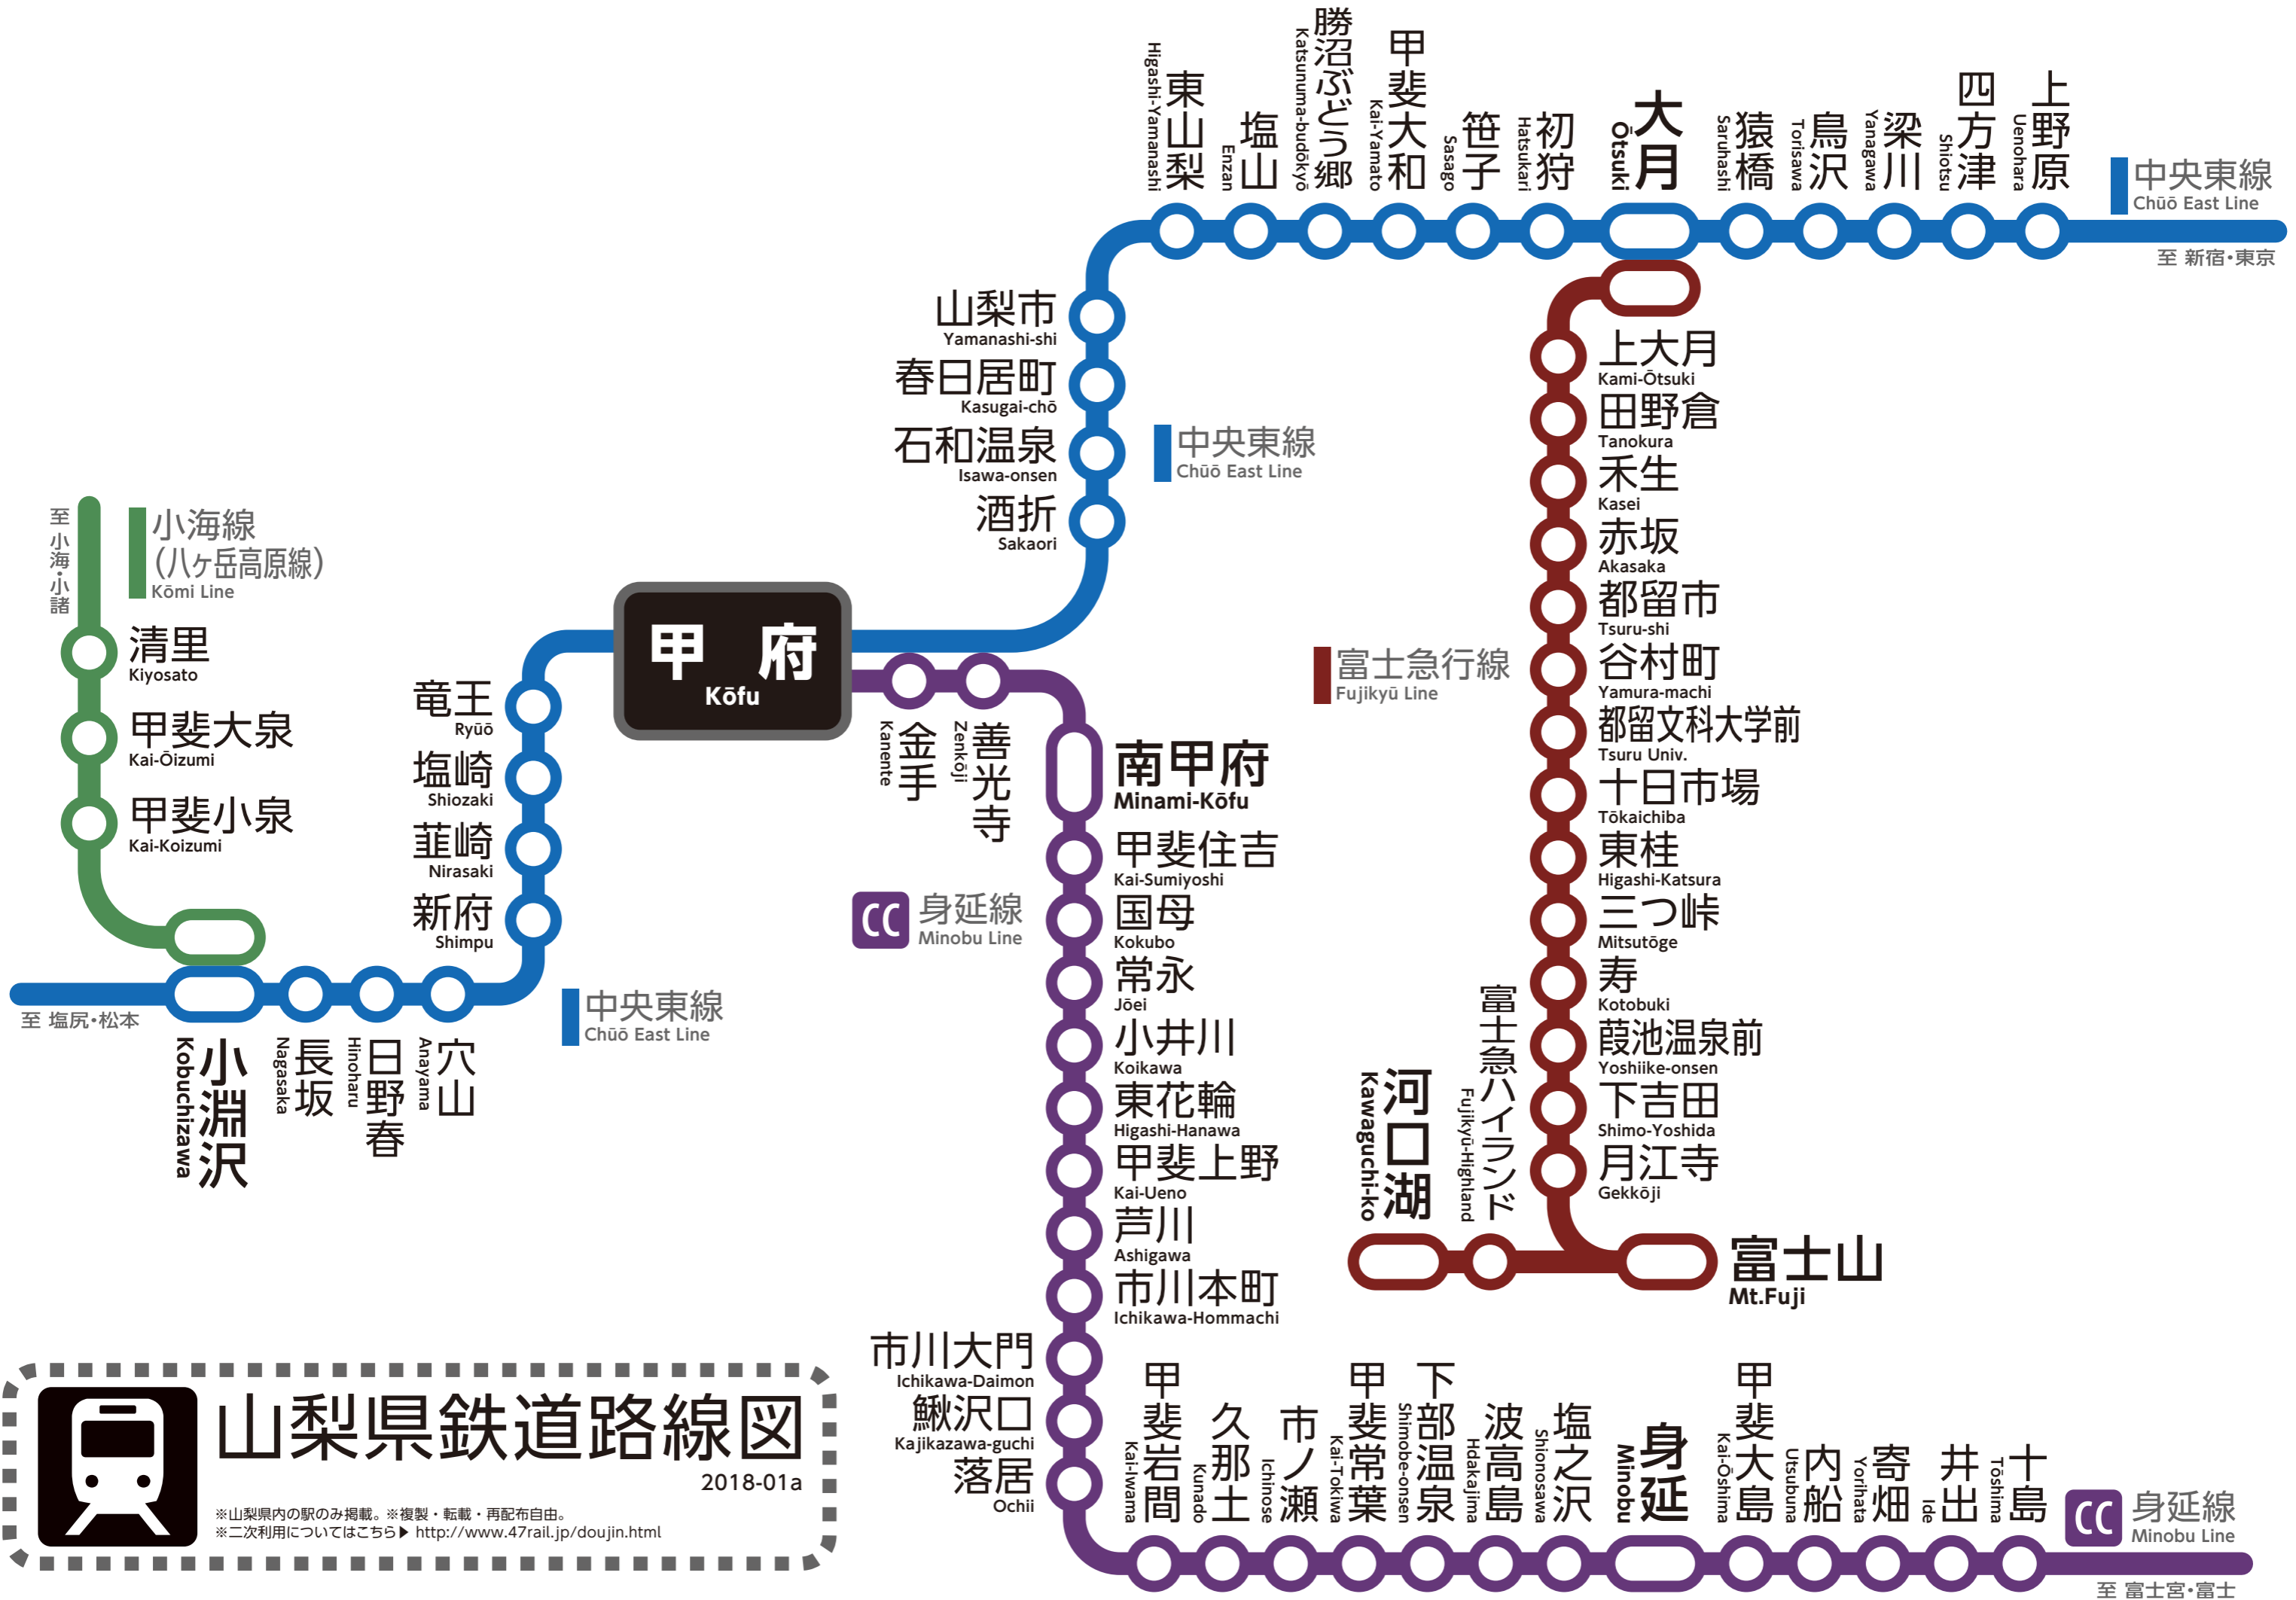 東山梨
Higashi-Yamanashi
塩山
Enzan
勝沼ぶどう郷
Katsunuma-budōkyō
甲斐大和
Kai-Yamato
笹子
Sasago
初狩
Hatsukari
大月
Ōtsuki
猿橋
Saruhashi
鳥沢
Torisawa
梁川
Yanagawa
四方津
Shiotsu
上野原
Uenohara
中央東線
Chūō East Line
至 新宿・東京
山梨市
Yamanashi-shi
春日居町
Kasugai-chō
石和温泉
Isawa-onsen
酒折
Sakaori
中央東線
Chūō East Line
上大月
Kami-Ōtsuki
田野倉
Tanokura
禾生
Kasei
赤坂
Akasaka
都留市
Tsuru-shi
谷村町
Yamura-machi
都留文科大学前
Tsuru Univ.
十日市場
Tōkaichiba
東桂
Higashi-Katsura
三つ峠
Mitsutōge
寿
Kotobuki
葭池温泉前
Yoshiike-onsen
下吉田
Shimo-Yoshida
月江寺
Gekkōji
富士急行線
Fujikyū Line
富士山
Mt.Fuji
富士急ハイランド
Fujikyū-Highland
河口湖
Kawaguchi-ko
至 小海・小諸
小海線
(八ヶ岳高原線)
Kōmi Line
清里
Kiyosato
甲斐大泉
Kai-Ōizumi
甲斐小泉
Kai-Koizumi
甲府
Kōfu
竜王
Ryūō
塩崎
Shiozaki
韮崎
Nirasaki
新府
Shimpu
中央東線
Chūō East Line
至 塩尻・松本
小淵沢
Kobuchizawa
長坂
Nagasaka
日野春
Hinoharu
穴山
Anayama
金手
Kanente
善光寺
Zenkōji
南甲府
Minami-Kōfu
甲斐住吉
Kai-Sumiyoshi
国母
Kokubo
常永
Jōei
小井川
Koikawa
東花輪
Higashi-Hanawa
甲斐上野
Kai-Ueno
芦川
Ashigawa
市川本町
Ichikawa-Hommachi
市川大門
Ichikawa-Daimon
鰍沢口
Kajikazawa-guchi
落居
Ochii
CC 身延線
Minobu Line
甲斐岩間
Kai-Iwama
久那土
Kunado
市ノ瀬
Ichinose
甲斐常葉
Kai-Tokiwa
下部温泉
Shimobe-onsen
波高島
Hdakajima
塩之沢
Shionosawa
身延
Minobu
甲斐大島
Kai-Ōshima
内船
Utsubuna
寄畑
Yorihata
井出
Ide
十島
Tōshima
CC 身延線
Minobu Line
至 富士宮・富士
山梨県鉄道路線図
2018-01a
※山梨県内の駅のみ掲載。※複製・転載・再配布自由。
※二次利用についてはこちら▶ http://www.47rail.jp/doujin.html